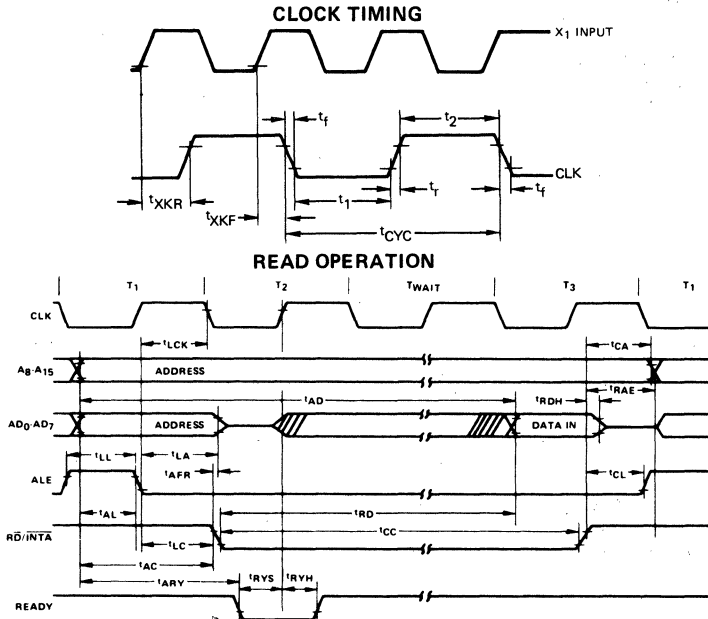 CLOCK TIMING
X1 INPUT
tf
t2
CLK
tXKR
t1
tr
tf
tXKF
tCYC
READ OPERATION
T1
T2
TWAIT
T3
T1
CLK
tLCK
tCA
A8-A15
ADDRESS
tAD
tRDH
tRAE
AD0-AD7
ADDRESS
DATA IN
tLL
tLA
tAFR
tCL
ALE
tAL
tRD
tCC
RD/INTA
tLC
tAC
tARY
tRYS
tRYH
READY